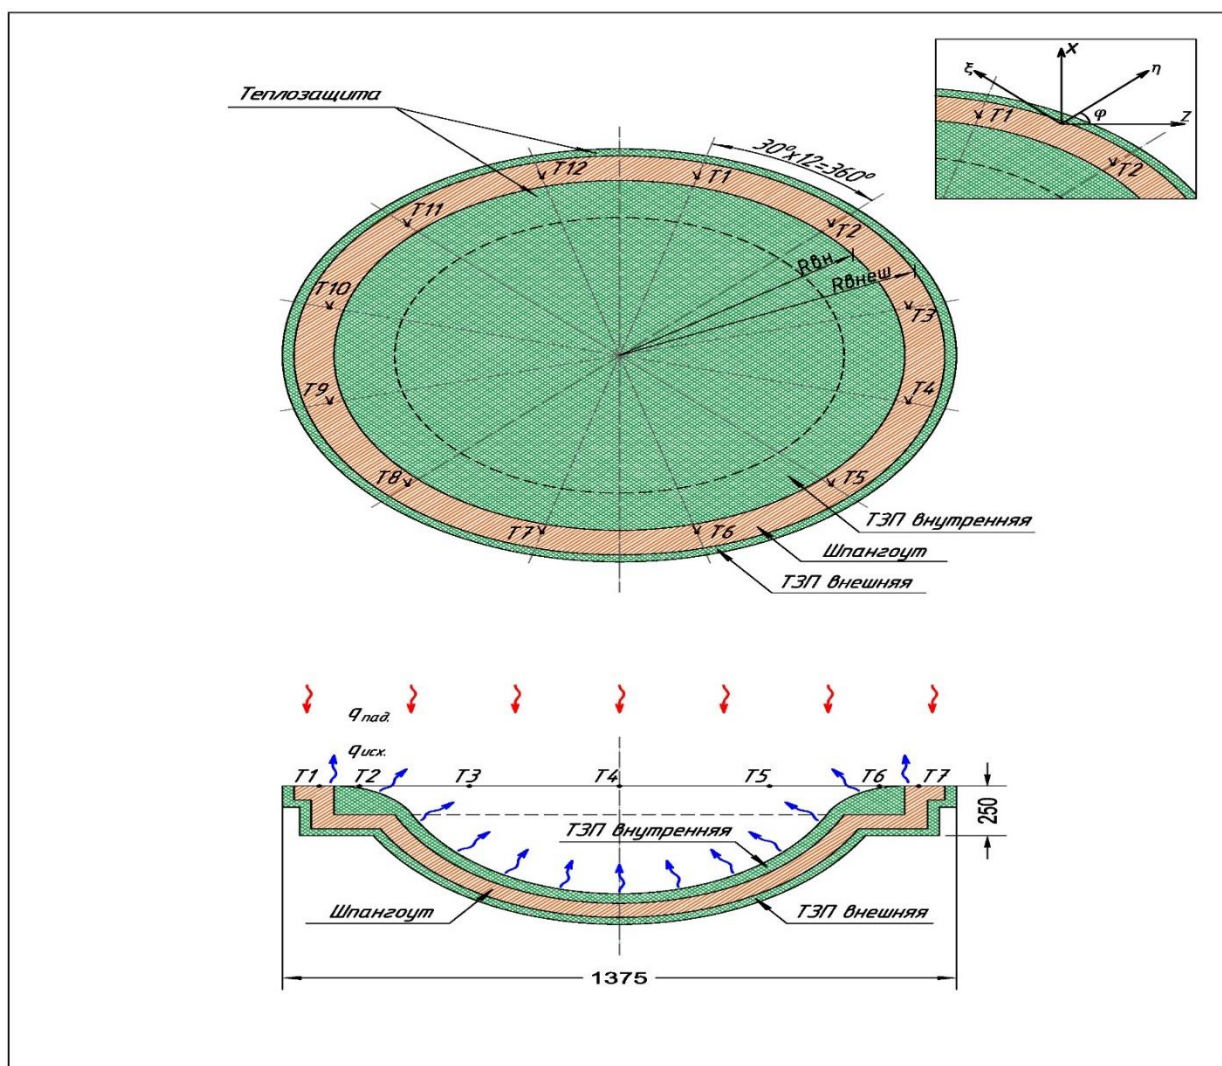 Теплозащита
30°x12=360°
T12
T1
T11
T2
Rвн
Rвнеш
T10
T3
T9
T4
T8
T5
T7
T6
ТЗП внутренняя
Шпангоут
ТЗП внешняя
X
ξ
η
φ
Z
T1
T2
qпад.
qисх.
T1
T2
T3
T4
T5
T6
T7
250
ТЗП внутренняя
Шпангоут
ТЗП внешняя
1375